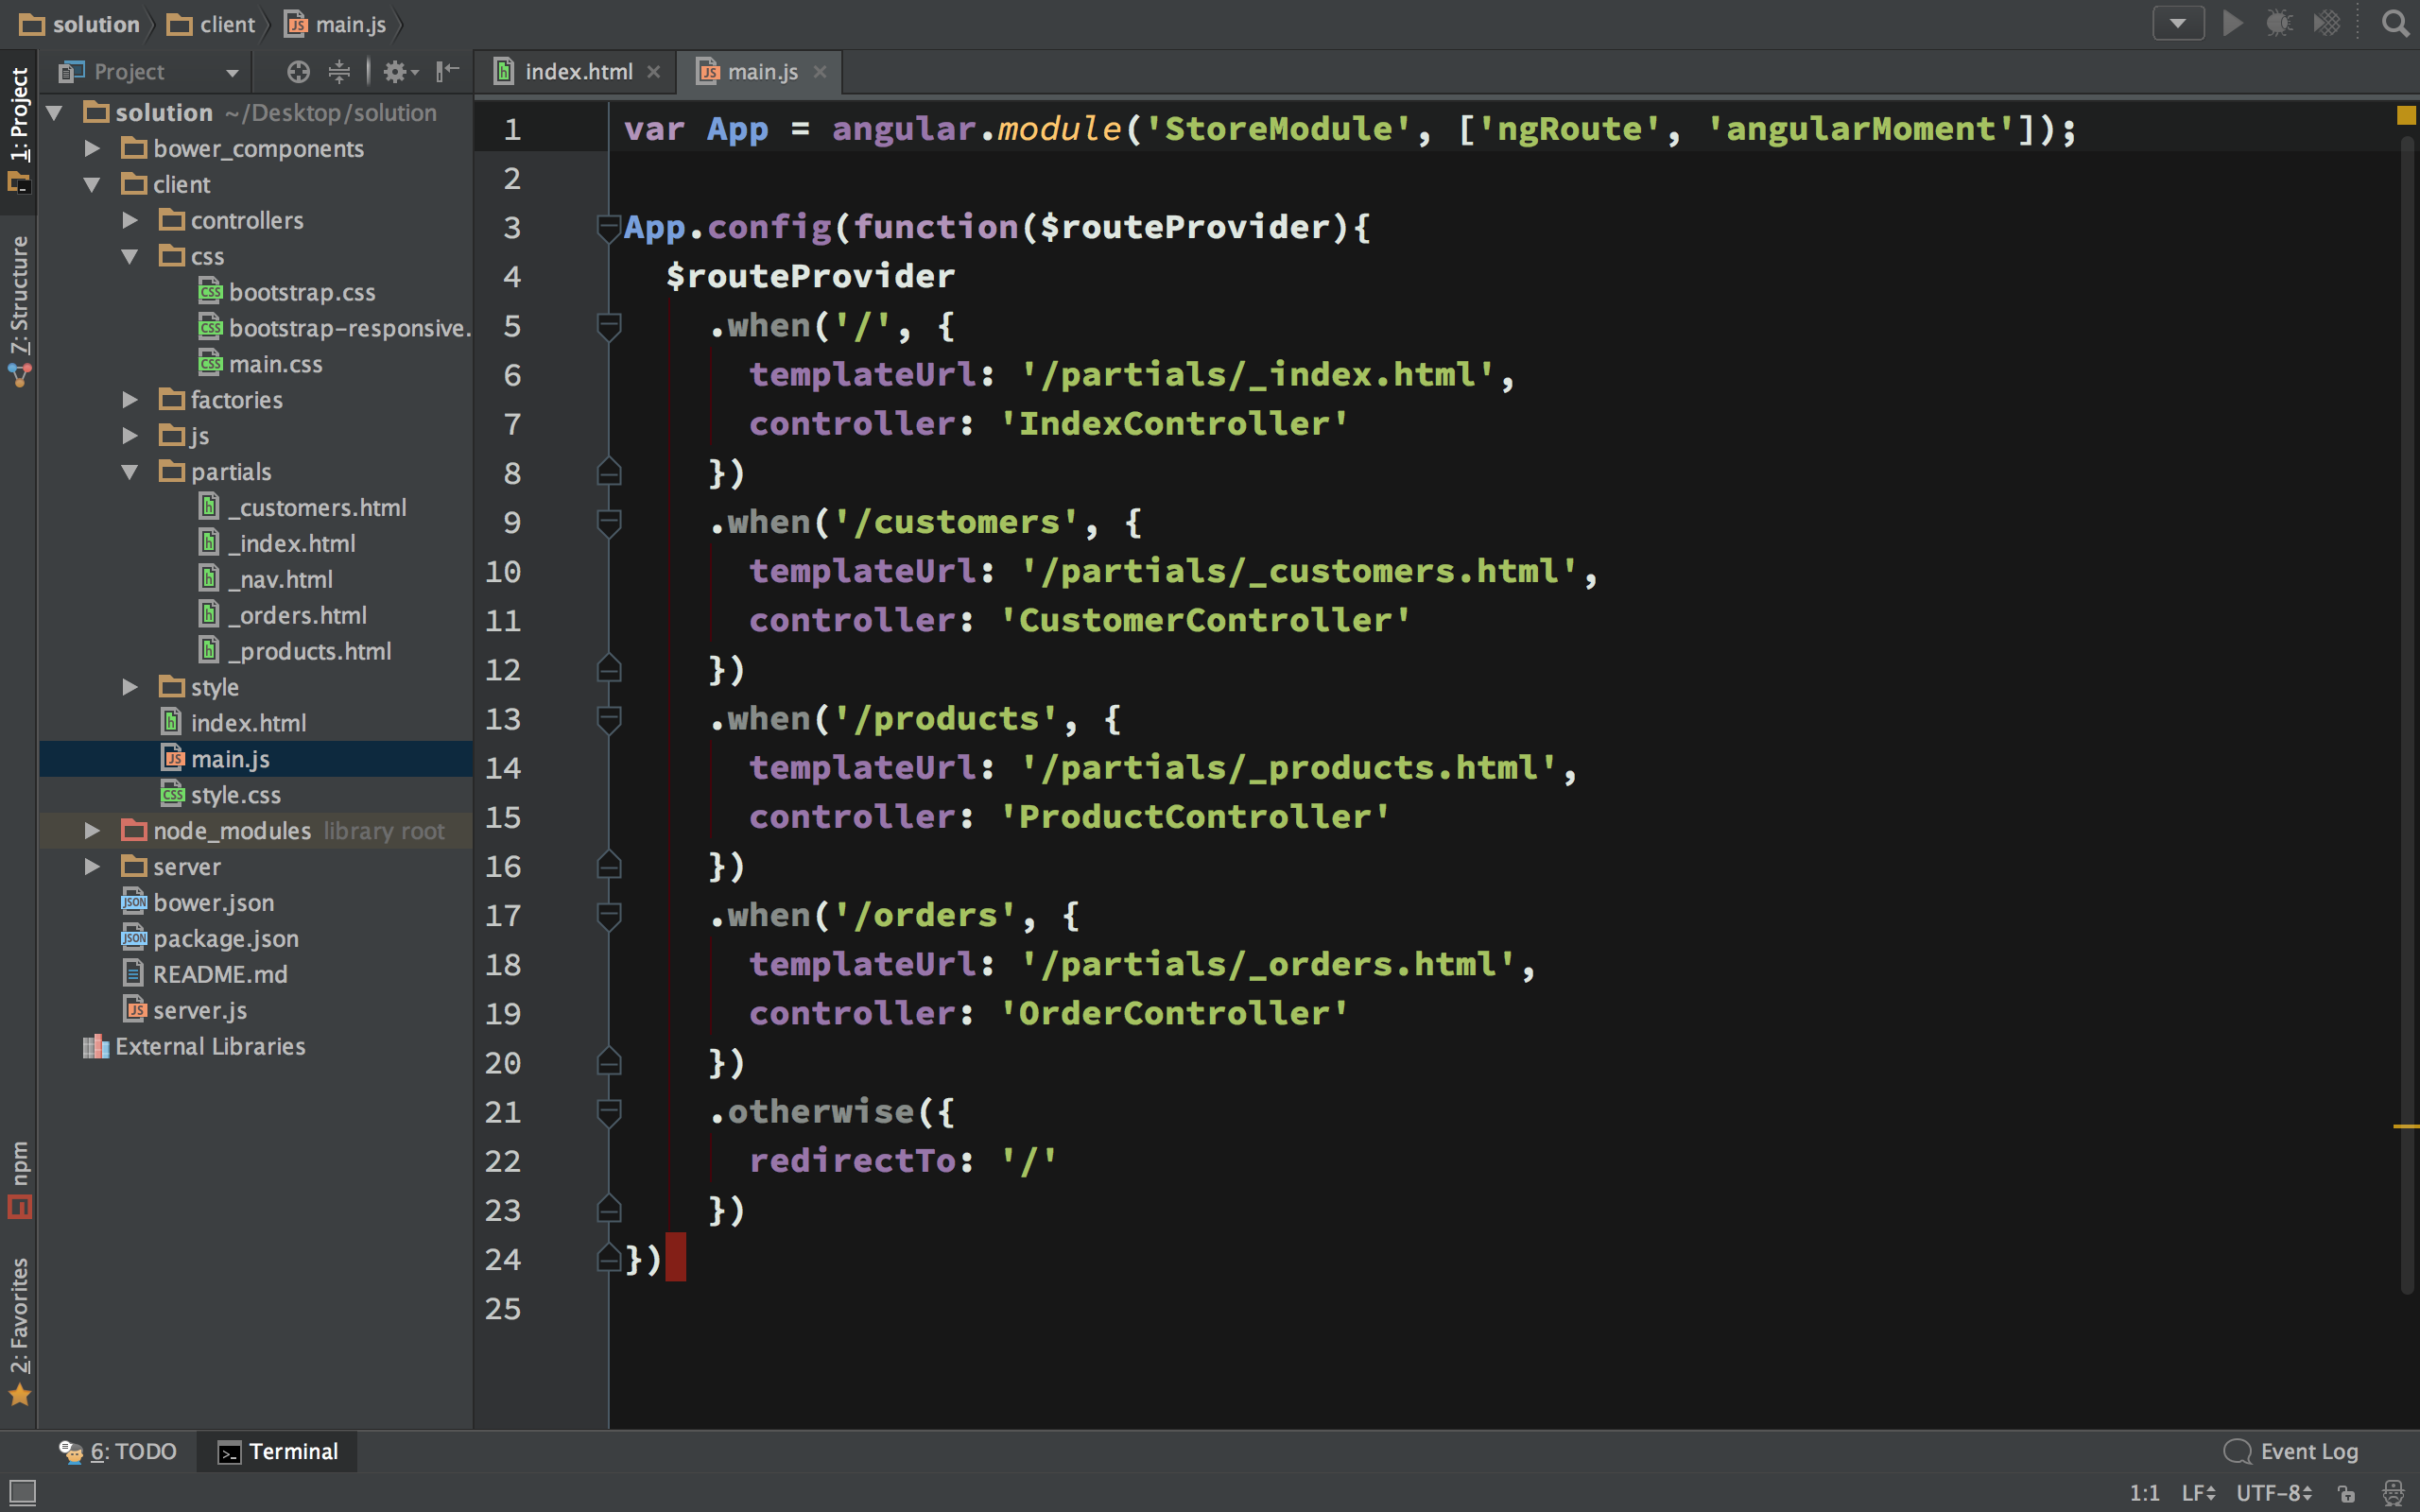 solution client main.js
Project
index.html
main.js
1: Project
7: Structure
npm
2: Favorites
solution ~/Desktop/solution
bower_components
client
controllers
css
bootstrap.css
bootstrap-responsive.
main.css
factories
js
partials
_customers.html
_index.html
_nav.html
_orders.html
_products.html
style
index.html
main.js
style.css
node_modules library root
server
bower.json
package.json
README.md
server.js
External Libraries
1 var App = angular.module('StoreModule', ['ngRoute', 'angularMoment']);
2
3 App.config(function($routeProvider){
4 $routeProvider
5 .when('/', {
6 templateUrl: '/partials/_index.html',
7 controller: 'IndexController'
8 })
9 .when('/customers', {
10 templateUrl: '/partials/_customers.html',
11 controller: 'CustomerController'
12 })
13 .when('/products', {
14 templateUrl: '/partials/_products.html',
15 controller: 'ProductController'
16 })
17 .when('/orders', {
18 templateUrl: '/partials/_orders.html',
19 controller: 'OrderController'
20 })
21 .otherwise({
22 redirectTo: '/'
23 })
24 })
25
6: TODO
Terminal
Event Log
1:1 LF UTF-8